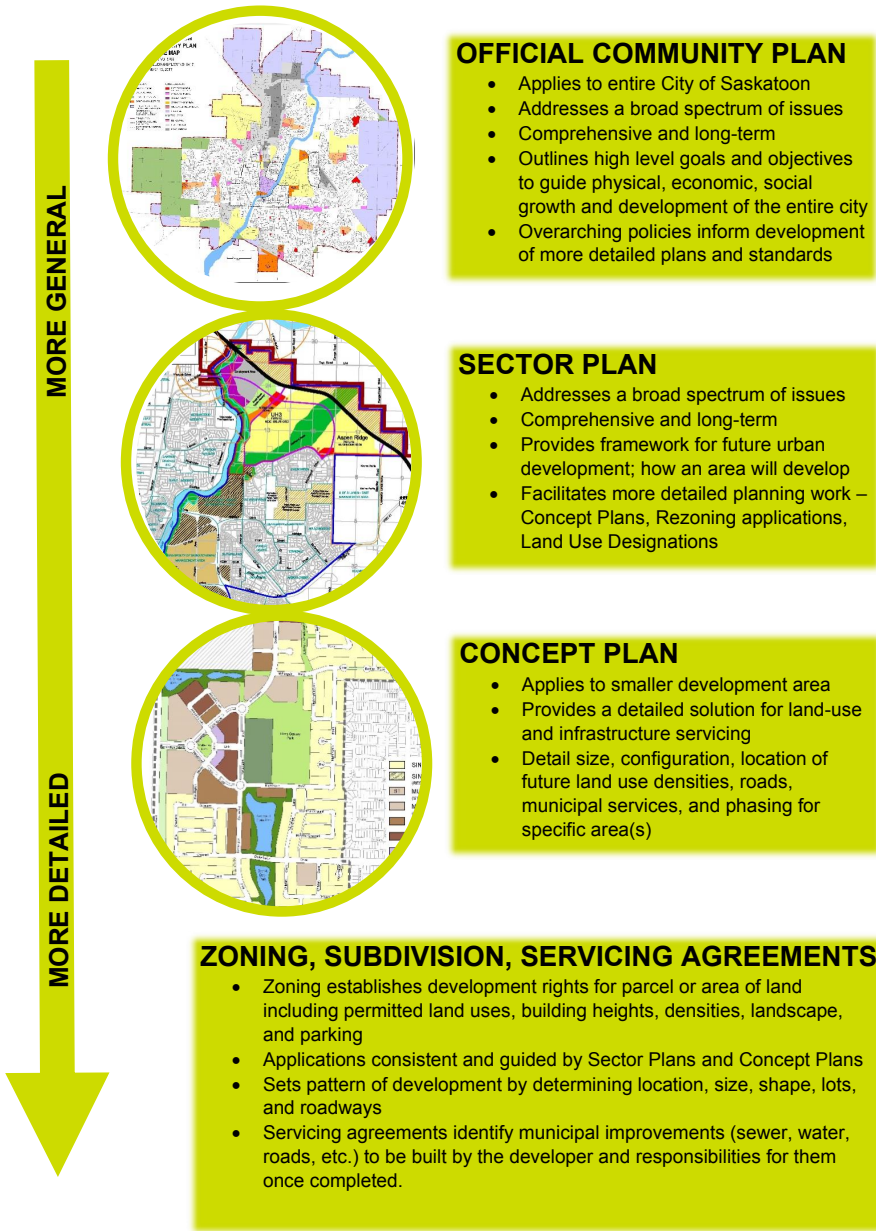 OFFICIAL COMMUNITY PLAN
• Applies to entire City of Saskatoon
• Addresses a broad spectrum of issues
• Comprehensive and long-term
• Outlines high level goals and objectives
to guide physical, economic, social
growth and development of the entire city
• Overarching policies inform development
of more detailed plans and standards
MORE GENERAL
SECTOR PLAN
• Addresses a broad spectrum of issues
• Comprehensive and long-term
• Provides framework for future urban
development; how an area will develop
• Facilitates more detailed planning work –
Concept Plans, Rezoning applications,
Land Use Designations
Aspen Ridge
CONCEPT PLAN
• Applies to smaller development area
• Provides a detailed solution for land-use
and infrastructure servicing
• Detail size, configuration, location of
future land use densities, roads,
municipal services, and phasing for
specific area(s)
MORE DETAILED
ZONING, SUBDIVISION, SERVICING AGREEMENTS
• Zoning establishes development rights for parcel or area of land
including permitted land uses, building heights, densities, landscape,
and parking
• Applications consistent and guided by Sector Plans and Concept Plans
• Sets pattern of development by determining location, size, shape, lots,
and roadways
• Servicing agreements identify municipal improvements (sewer, water,
roads, etc.) to be built by the developer and responsibilities for them
once completed.